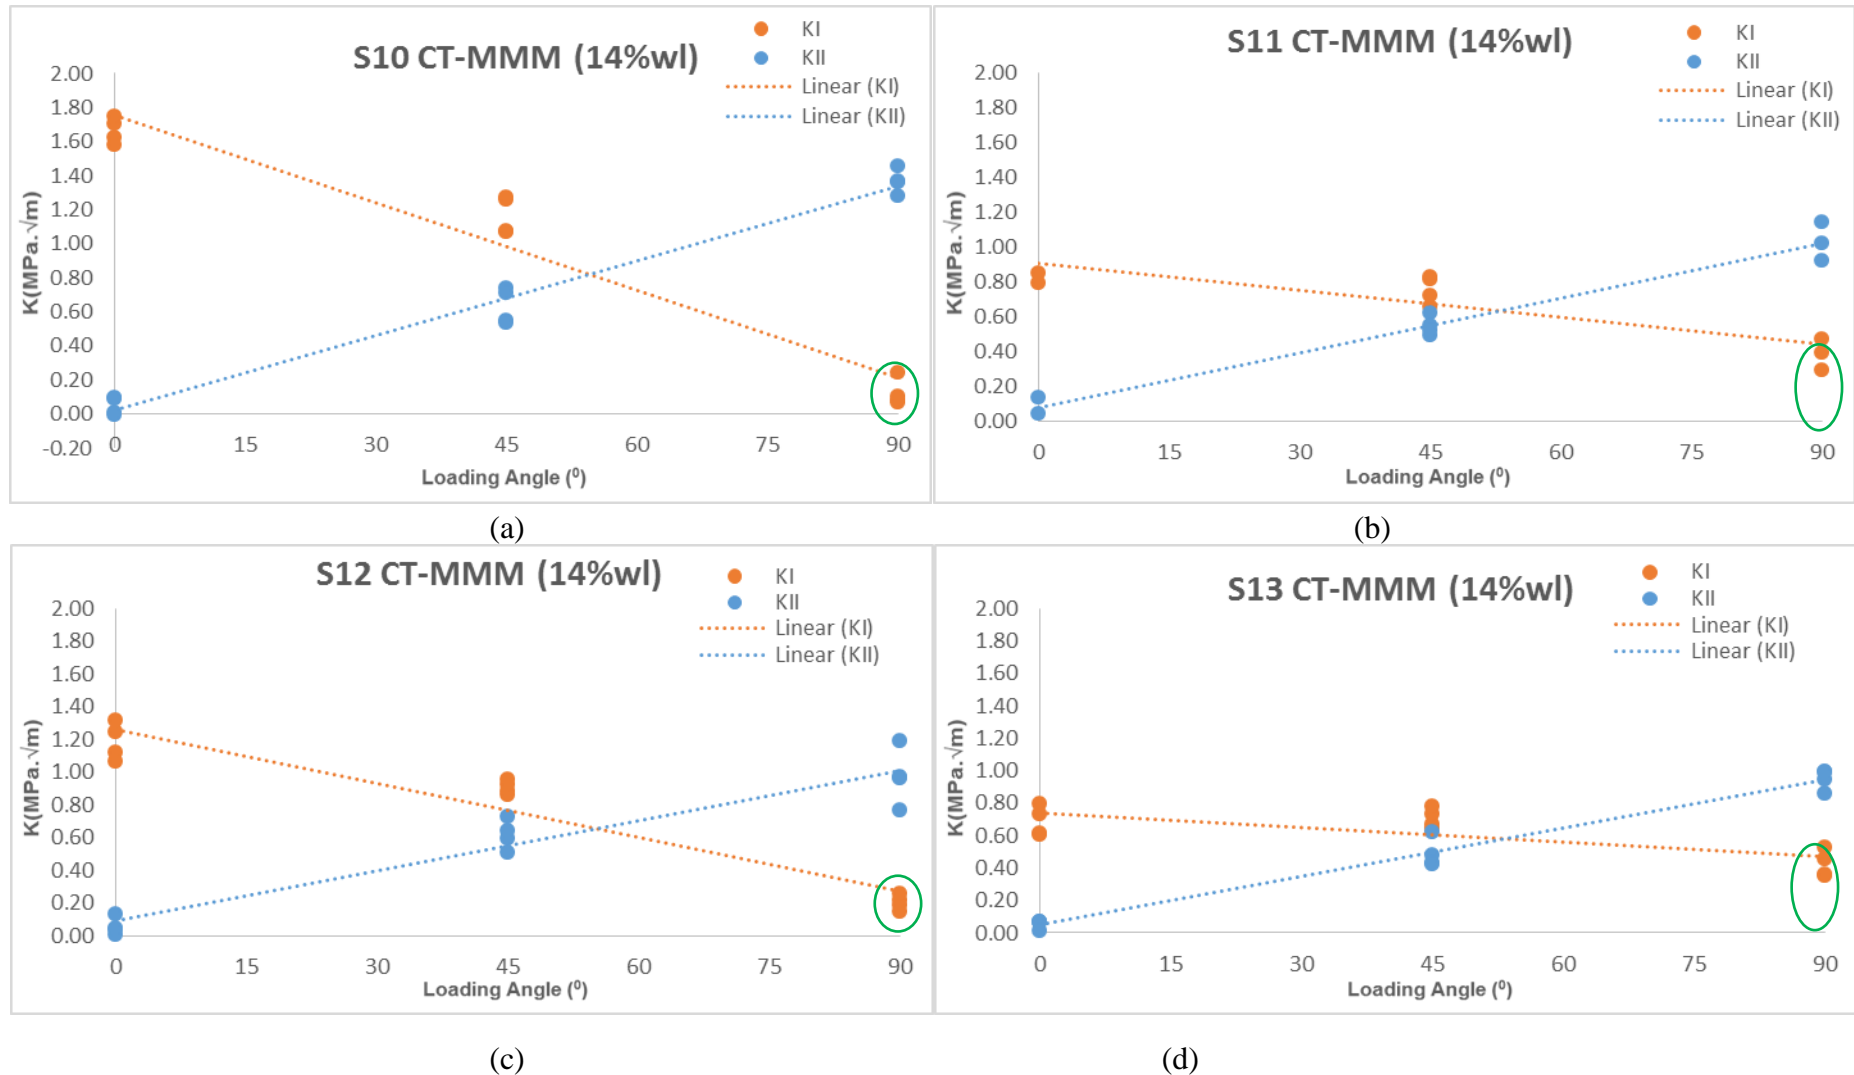 S10 CT-MMM (14%wl)
KI
KII
Linear (KI)
Linear (KII)
2.00
1.80
1.60
1.40
1.20
1.00
0.80
0.60
0.40
0.20
0.00
-0.20
K(MPa.√m)
0 15 30 45 60 75 90
Loading Angle (⁰)
(a)
S11 CT-MMM (14%wl)
KI
KII
Linear (KI)
Linear (KII)
2.00
1.80
1.60
1.40
1.20
1.00
0.80
0.60
0.40
0.20
0.00
K(MPa.√m)
0 15 30 45 60 75 90
Loading Angle (⁰)
(b)
S12 CT-MMM (14%wl)
KI
KII
Linear (KI)
Linear (KII)
2.00
1.80
1.60
1.40
1.20
1.00
0.80
0.60
0.40
0.20
0.00
K(MPa.√m)
0 15 30 45 60 75 90
Loading Angle (⁰)
(c)
S13 CT-MMM (14%wl)
KI
KII
Linear (KI)
Linear (KII)
2.00
1.80
1.60
1.40
1.20
1.00
0.80
0.60
0.40
0.20
0.00
K(MPa.√m)
0 15 30 45 60 75 90
Loading Angle (⁰)
(d)